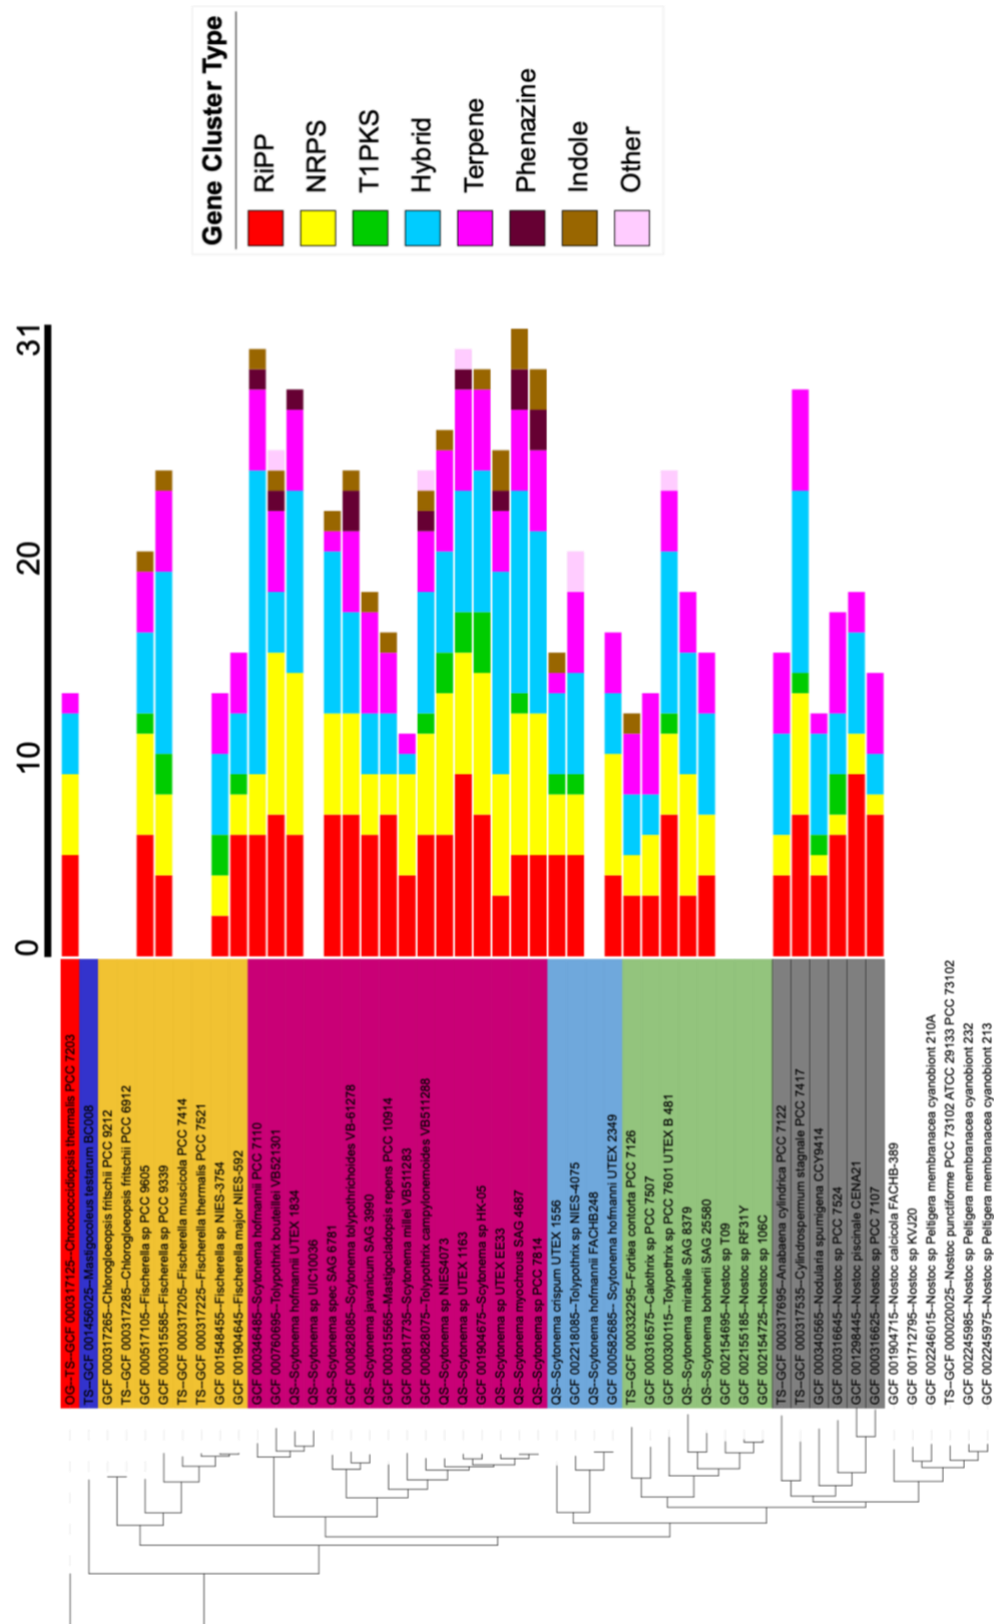 Gene Cluster Type
RiPP
NRPS
T1PKS
Hybrid
Terpene
Phenazine
Indole
Other
0
10
20
31
OG--TS--GCF 000317125--Chroococcidiopsis thermalis PCC 7203
TS--GCF 001456025--Mastigocoleus testarum BC008
GCF 000317265--Chlorogloeopsis fritschii PCC 9212
TS--GCF 000317285--Chlorogloeopsis fritschii PCC 6912
GCF 000517105--Fischerella sp PCC 9605
GCF 000315585--Fischerella sp PCC 9339
TS--GCF 000317205--Fischerella muscicola PCC 7414
TS--GCF 000317225--Fischerella thermalis PCC 7521
GCF 001548455--Fischerella sp NIES-3754
GCF 001904645--Fischerella major NIES-592
GCF 000346485--Scytonema hofmannii PCC 7110
GCF 000760695--Tolypothrix bouteillei VB521301
QS--Scytonema hofmannii UTEX 1834
QS--Scytonema sp UIC10036
QS--Scytonema spec SAG 6781
GCF 000828085--Scytonema tolypothrichoides VB-61278
QS--Scytonema javanicum SAG 3990
GCF 000315565--Mastigocladopsis repens PCC 10914
GCF 000817735--Scytonema millei VB511283
GCF 000828075--Tolypothrix campylonemoides VB511288
QS--Scytonema sp NIES4073
QS--Scytonema sp UTEX 1163
GCF 001904675--Scytonema sp HK-05
QS--Scytonema sp UTEX EE33
QS--Scytonema myochrous SAG 4687
QS--Scytonema sp PCC 7814
QS--Scytonema crispum UTEX 1556
GCF 002218085--Tolypothrix sp NIES-4075
QS--Scytonema hofmannii FACHB248
GCF 000582685-- Scytonema hofmanni UTEX 2349
TS--GCF 000332295--Fortiea contorta PCC 7126
GCF 000316575--Calothrix sp PCC 7507
GCF 000300115--Tolypothrix sp PCC 7601 UTEX B 481
QS--Scytonema mirabile SAG 8379
QS--Scytonema bohnerii SAG 25580
GCF 002154695--Nostoc sp T09
GCF 002155185--Nostoc sp RF31Y
GCF 002154725--Nostoc sp 106C
TS--GCF 000317695--Anabaena cylindrica PCC 7122
TS--GCF 000317535--Cylindrospermum stagnale PCC 7417
GCF 000340565--Nodularia spumigena CCY9414
GCF 000316645--Nostoc sp PCC 7524
GCF 001298445--Nostoc piscinale CENA21
GCF 000316625--Nostoc sp PCC 7107
GCF 001904715--Nostoc calcicola FACHB-389
GCF 001712795--Nostoc sp KVJ20
GCF 002246015--Nostoc sp Peltigera membranacea cyanobiont 210A
TS--GCF 000020025--Nostoc punctiforme PCC 73102 ATCC 29133 PCC 73102
GCF 002245985--Nostoc sp Peltigera membranacea cyanobiont 232
GCF 002245975--Nostoc sp Peltigera membranacea cyanobiont 213